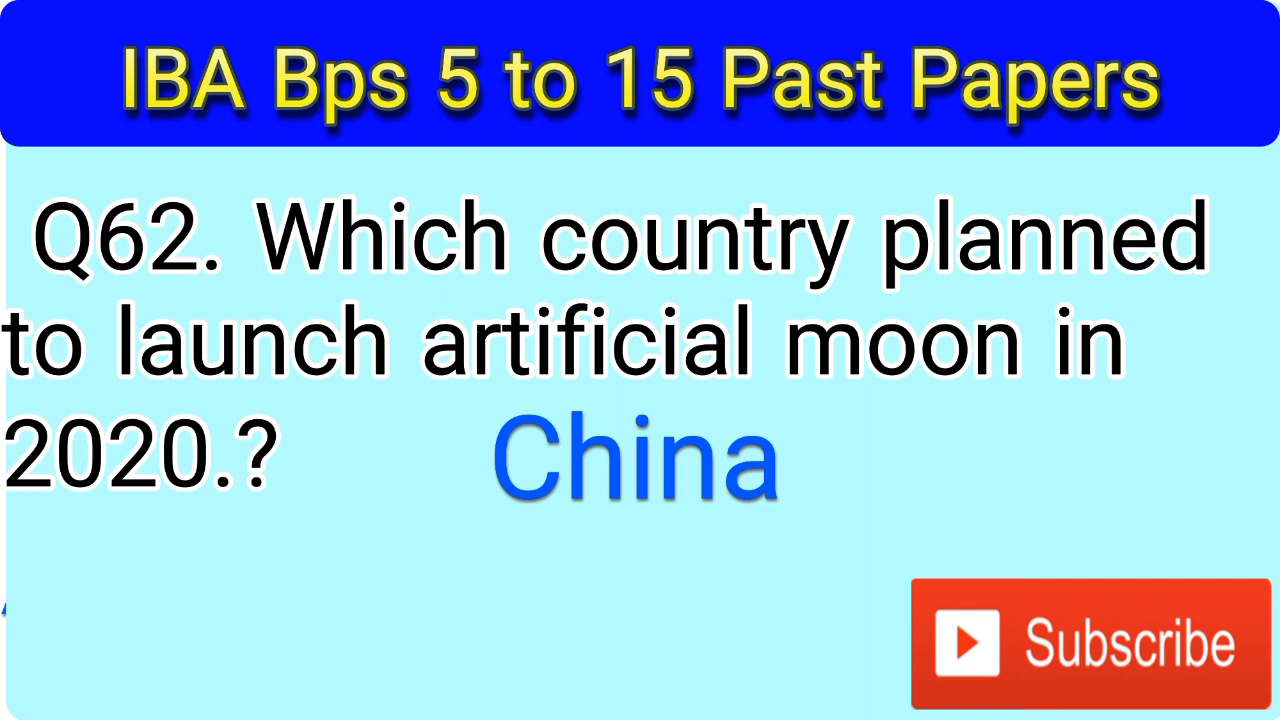 IBA Bps 5 to 15 Past Papers
Q62. Which country planned
to launch artificial moon in
2020.? China
Subscribe